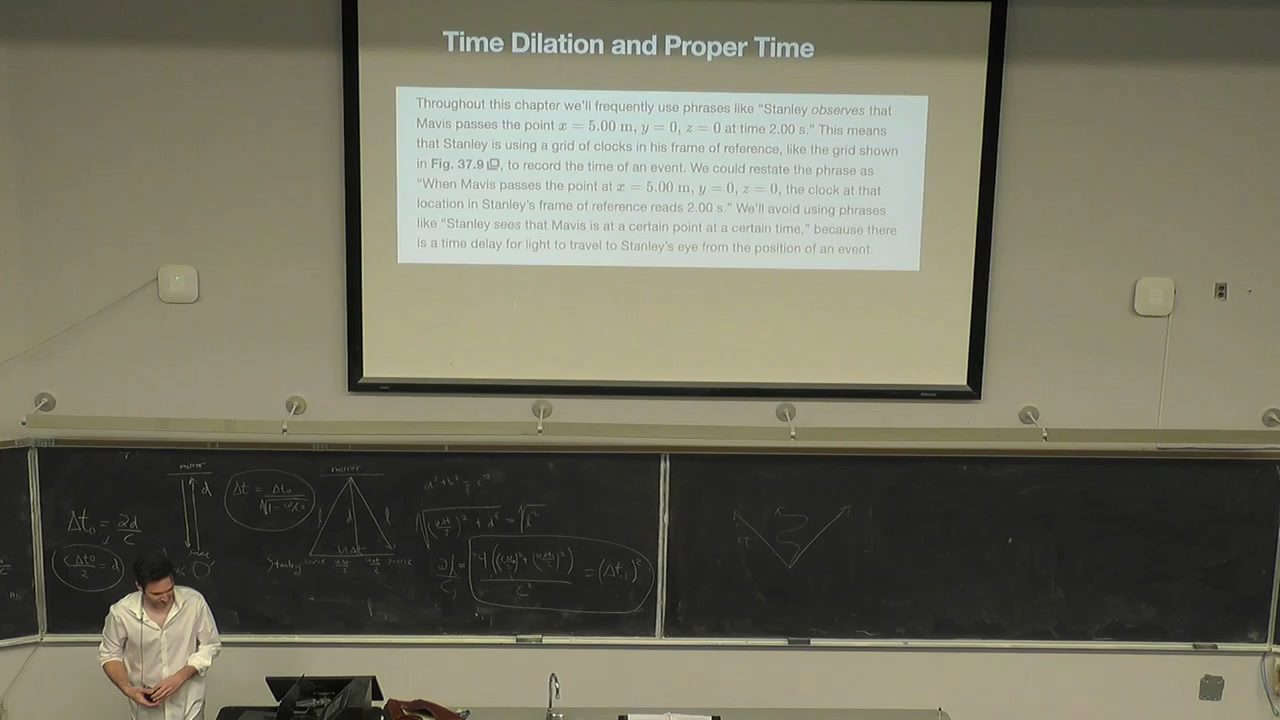 Time Dilation and Proper Time
Throughout this chapter we'll frequently use phrases like “Stanley observes that
Mavis passes the point x = 5.00 m, y = 0, z = 0 at time 2.00 s.” This means
that Stanley is using a grid of clocks in his frame of reference, like the grid shown
in Fig. 37.9, to record the time of an event. We could restate the phrase as
“When Mavis passes the point at x = 5.00 m, y = 0, z = 0, the clock at that
location in Stanley's frame of reference reads 2.00 s.” We'll avoid using phrases
like “Stanley sees that Mavis is at a certain point at a certain time,” because there
is a time delay for light to travel to Stanley's eye from the position of an event.
mirror
d
Δt₀ = 2d/c
cΔt₀/2 = d
mirror
l d l
uΔt
Stanley
a² + b² = c²